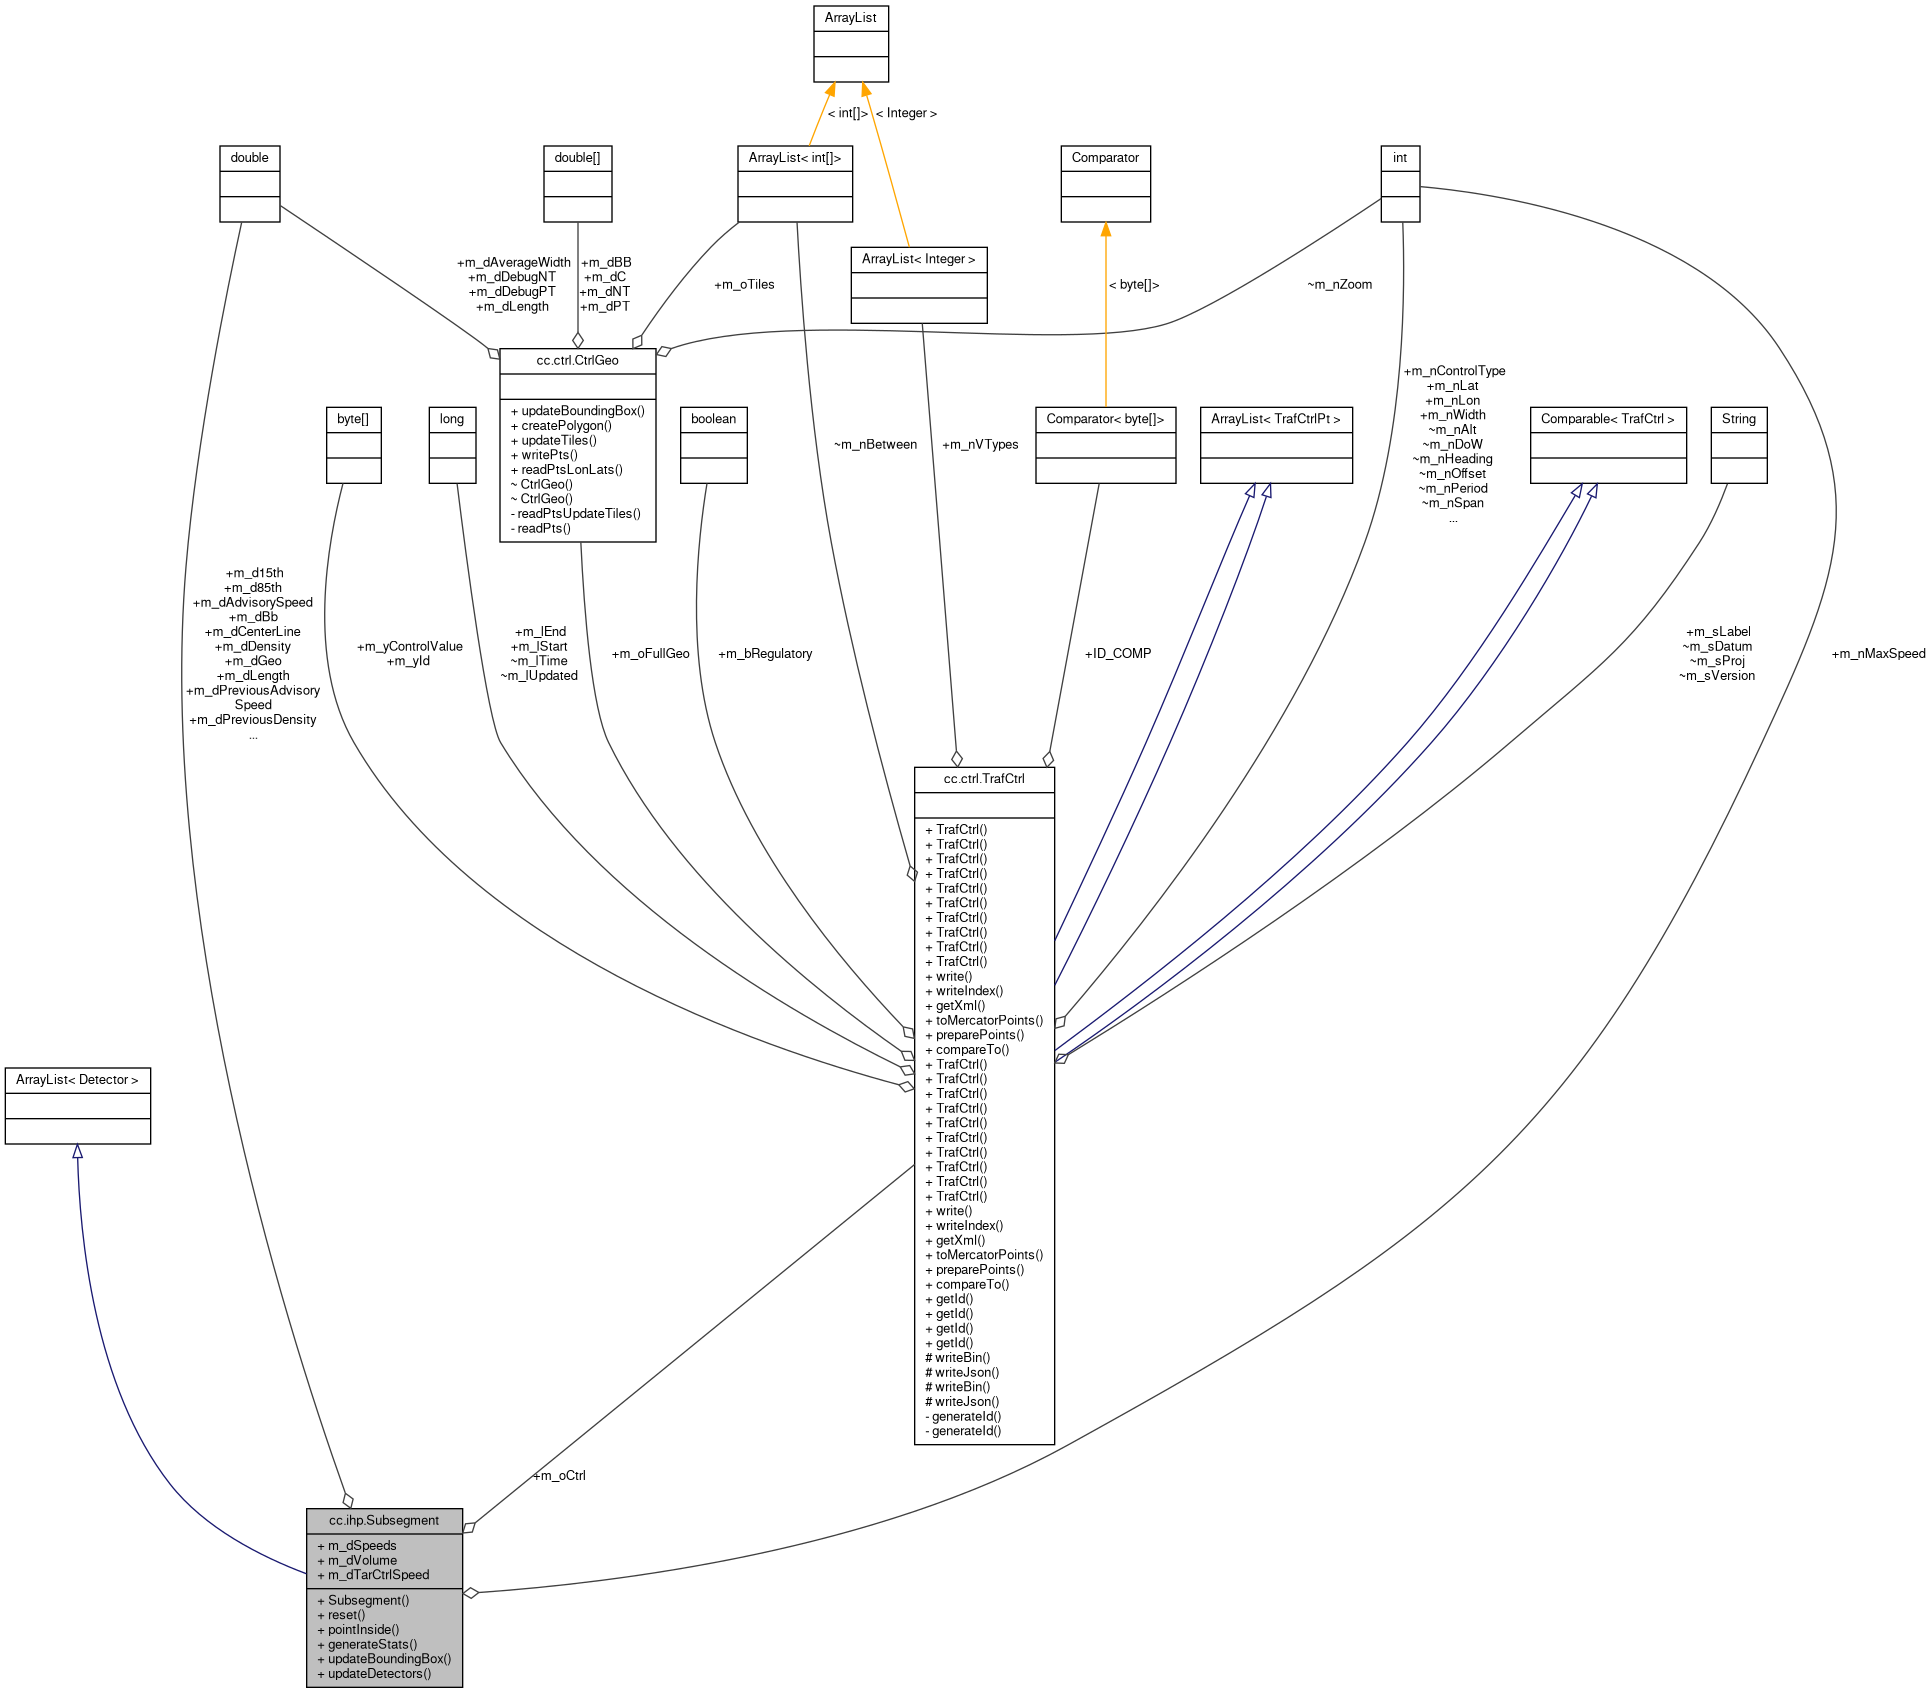 ArrayList
< int[]>
< Integer >
double
double[]
ArrayList< int[]>
Comparator
int
ArrayList< Integer >
+m_dAverageWidth
+m_dDebugNT
+m_dDebugPT
+m_dLength
+m_dBB
+m_dC
+m_dNT
+m_dPT
+m_oTiles
< byte[]>
~m_nZoom
cc.ctrl.CtrlGeo
+ updateBoundingBox()
+ createPolygon()
+ updateTiles()
+ writePts()
+ readPtsLonLats()
~ CtrlGeo()
~ CtrlGeo()
- readPtsUpdateTiles()
- readPts()
+m_nControlType
+m_nLat
+m_nLon
+m_nWidth
~m_nAlt
~m_nDoW
~m_nHeading
~m_nOffset
~m_nPeriod
~m_nSpan
...
byte[]
long
boolean
Comparator< byte[]>
ArrayList< TrafCtrlPt >
Comparable< TrafCtrl >
String
~m_nBetween
+m_nVTypes
+m_d15th
+m_d85th
+m_dAdvisorySpeed
+m_dBb
+m_dCenterLine
+m_dDensity
+m_dGeo
+m_dLength
+m_dPreviousAdvisory
Speed
+m_dPreviousDensity
...
+m_yControlValue
+m_yId
+m_lEnd
+m_lStart
~m_lTime
~m_lUpdated
+m_oFullGeo
+m_bRegulatory
+ID_COMP
+m_sLabel
~m_sDatum
~m_sProj
~m_sVersion
+m_nMaxSpeed
cc.ctrl.TrafCtrl
+ TrafCtrl()
+ TrafCtrl()
+ TrafCtrl()
+ TrafCtrl()
+ TrafCtrl()
+ TrafCtrl()
+ TrafCtrl()
+ TrafCtrl()
+ TrafCtrl()
+ TrafCtrl()
+ write()
+ writeIndex()
+ getXml()
+ toMercatorPoints()
+ preparePoints()
+ compareTo()
+ TrafCtrl()
+ TrafCtrl()
+ TrafCtrl()
+ TrafCtrl()
+ TrafCtrl()
+ TrafCtrl()
+ TrafCtrl()
+ TrafCtrl()
+ TrafCtrl()
+ TrafCtrl()
+ write()
+ writeIndex()
+ getXml()
+ toMercatorPoints()
+ preparePoints()
+ compareTo()
+ getId()
+ getId()
+ getId()
+ getId()
# writeBin()
# writeJson()
# writeBin()
# writeJson()
- generateId()
- generateId()
ArrayList< Detector >
+m_oCtrl
cc.ihp.Subsegment
+ m_dSpeeds
+ m_dVolume
+ m_dTarCtrlSpeed
+ Subsegment()
+ reset()
+ pointInside()
+ generateStats()
+ updateBoundingBox()
+ updateDetectors()